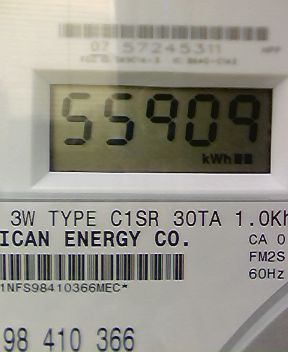 07 57245311
55909
kWh
3W TYPE C1SR 30TA 1.0Kh
ICAN ENERGY CO.
CA 0
FM2S
60Hz
1NFS98410366MEC*
98 410 366